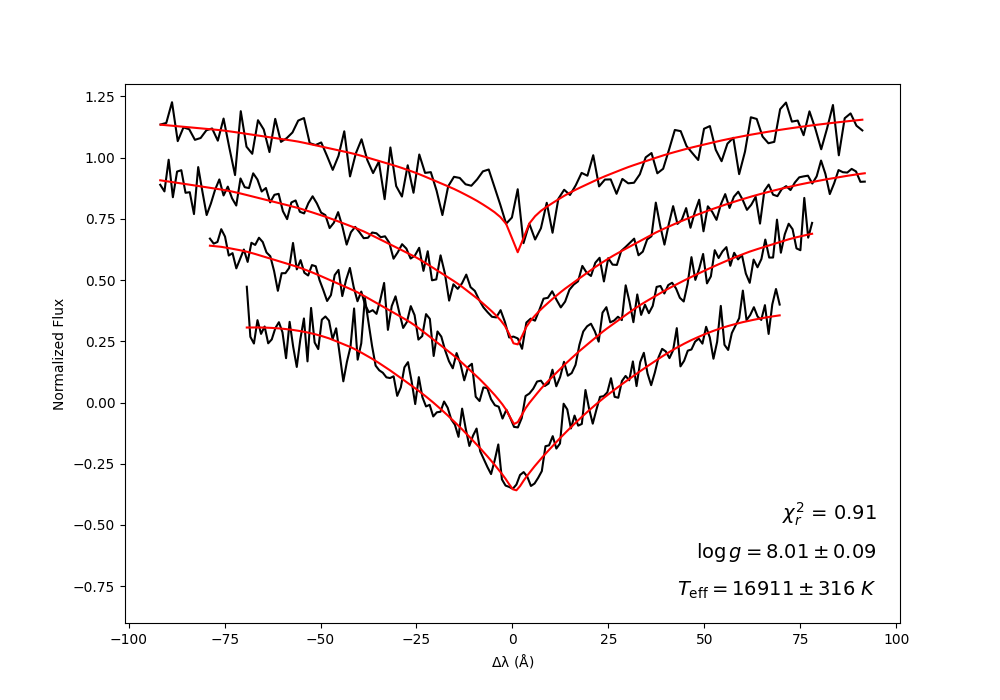 1.25
1.00
0.75
0.50
0.25
0.00
−0.25
−0.50
−0.75
Normalized Flux
χ²ᵣ = 0.91
log g = 8.01 ± 0.09
T_eff = 16911 ± 316 K
−100 −75 −50 −25 0 25 50 75 100
Δλ (Å)